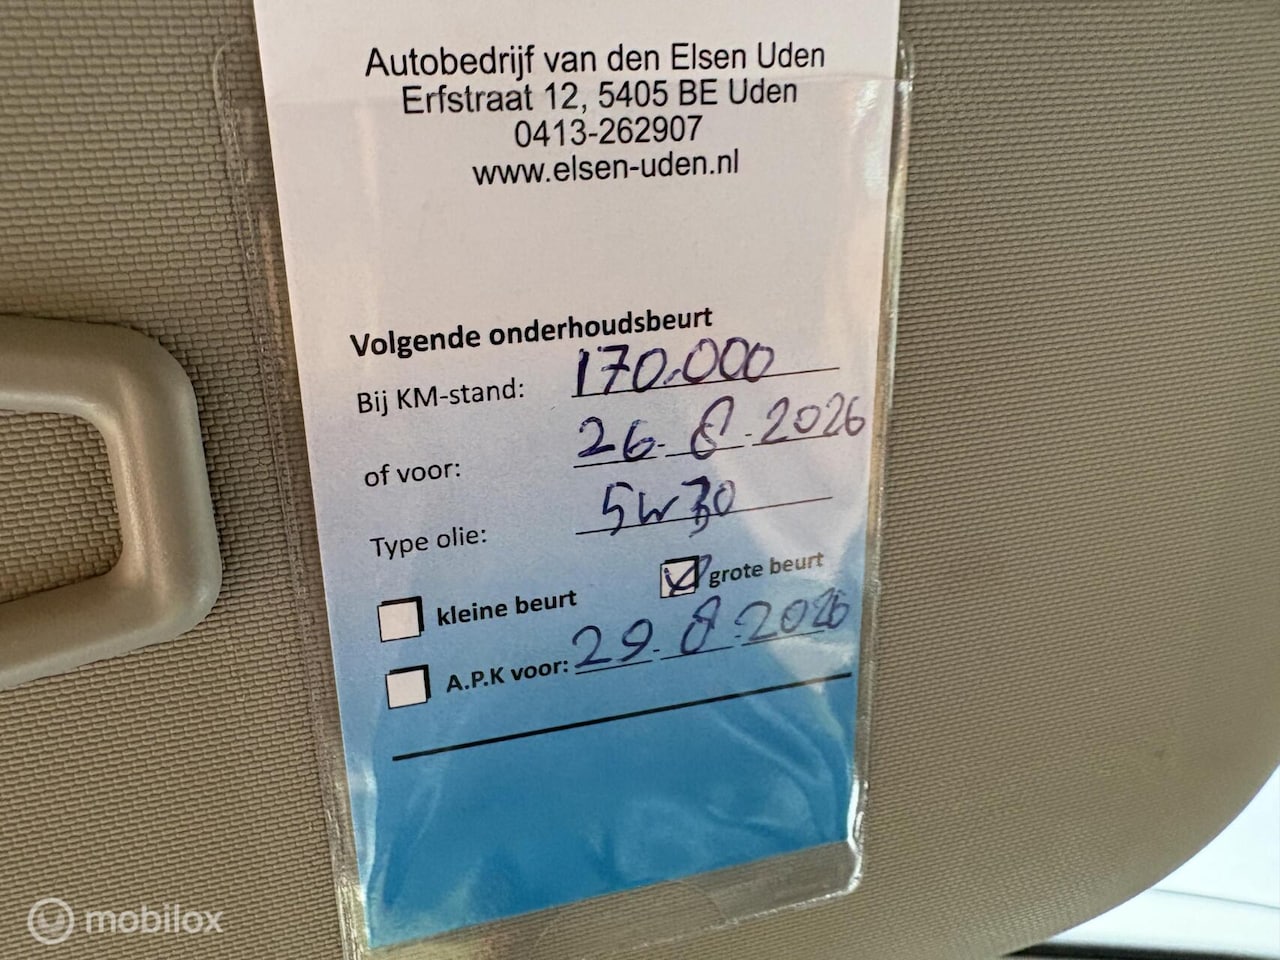 Autobedrijf van den Elsen Uden
Erfstraat 12, 5405 BE Uden
0413-262907
www.elsen-uden.nl
Volgende onderhoudsbeurt
Bij KM-stand: 170.000
of voor: 26-8-2026
Type olie: 5w30
kleine beurt grote beurt
A.P.K voor: 29-8-2026
mobilox